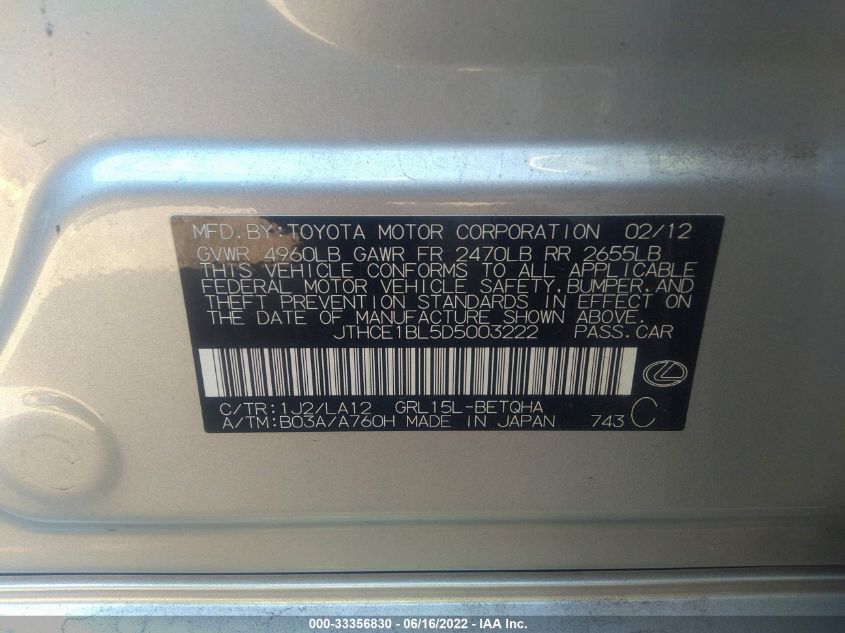 MFD. BY:TOYOTA MOTOR CORPORATION 02/12
GVWR 4960LB GAWR FR 2470LB RR 2655LB
THIS VEHICLE CONFORMS TO ALL APPLICABLE
FEDERAL MOTOR VEHICLE SAFETY,BUMPER,AND
THEFT PREVENTION STANDARDS IN EFFECT ON
THE DATE OF MANUFACTURE SHOWN ABOVE.
JTHCE1BL5D5003222 PASS.CAR
C/TR:1J2/LA12 GRL15L-BETQHA
A/TM:B03A/A760H MADE IN JAPAN 743 C
000-33356830 - 06/16/2022 - IAA Inc.